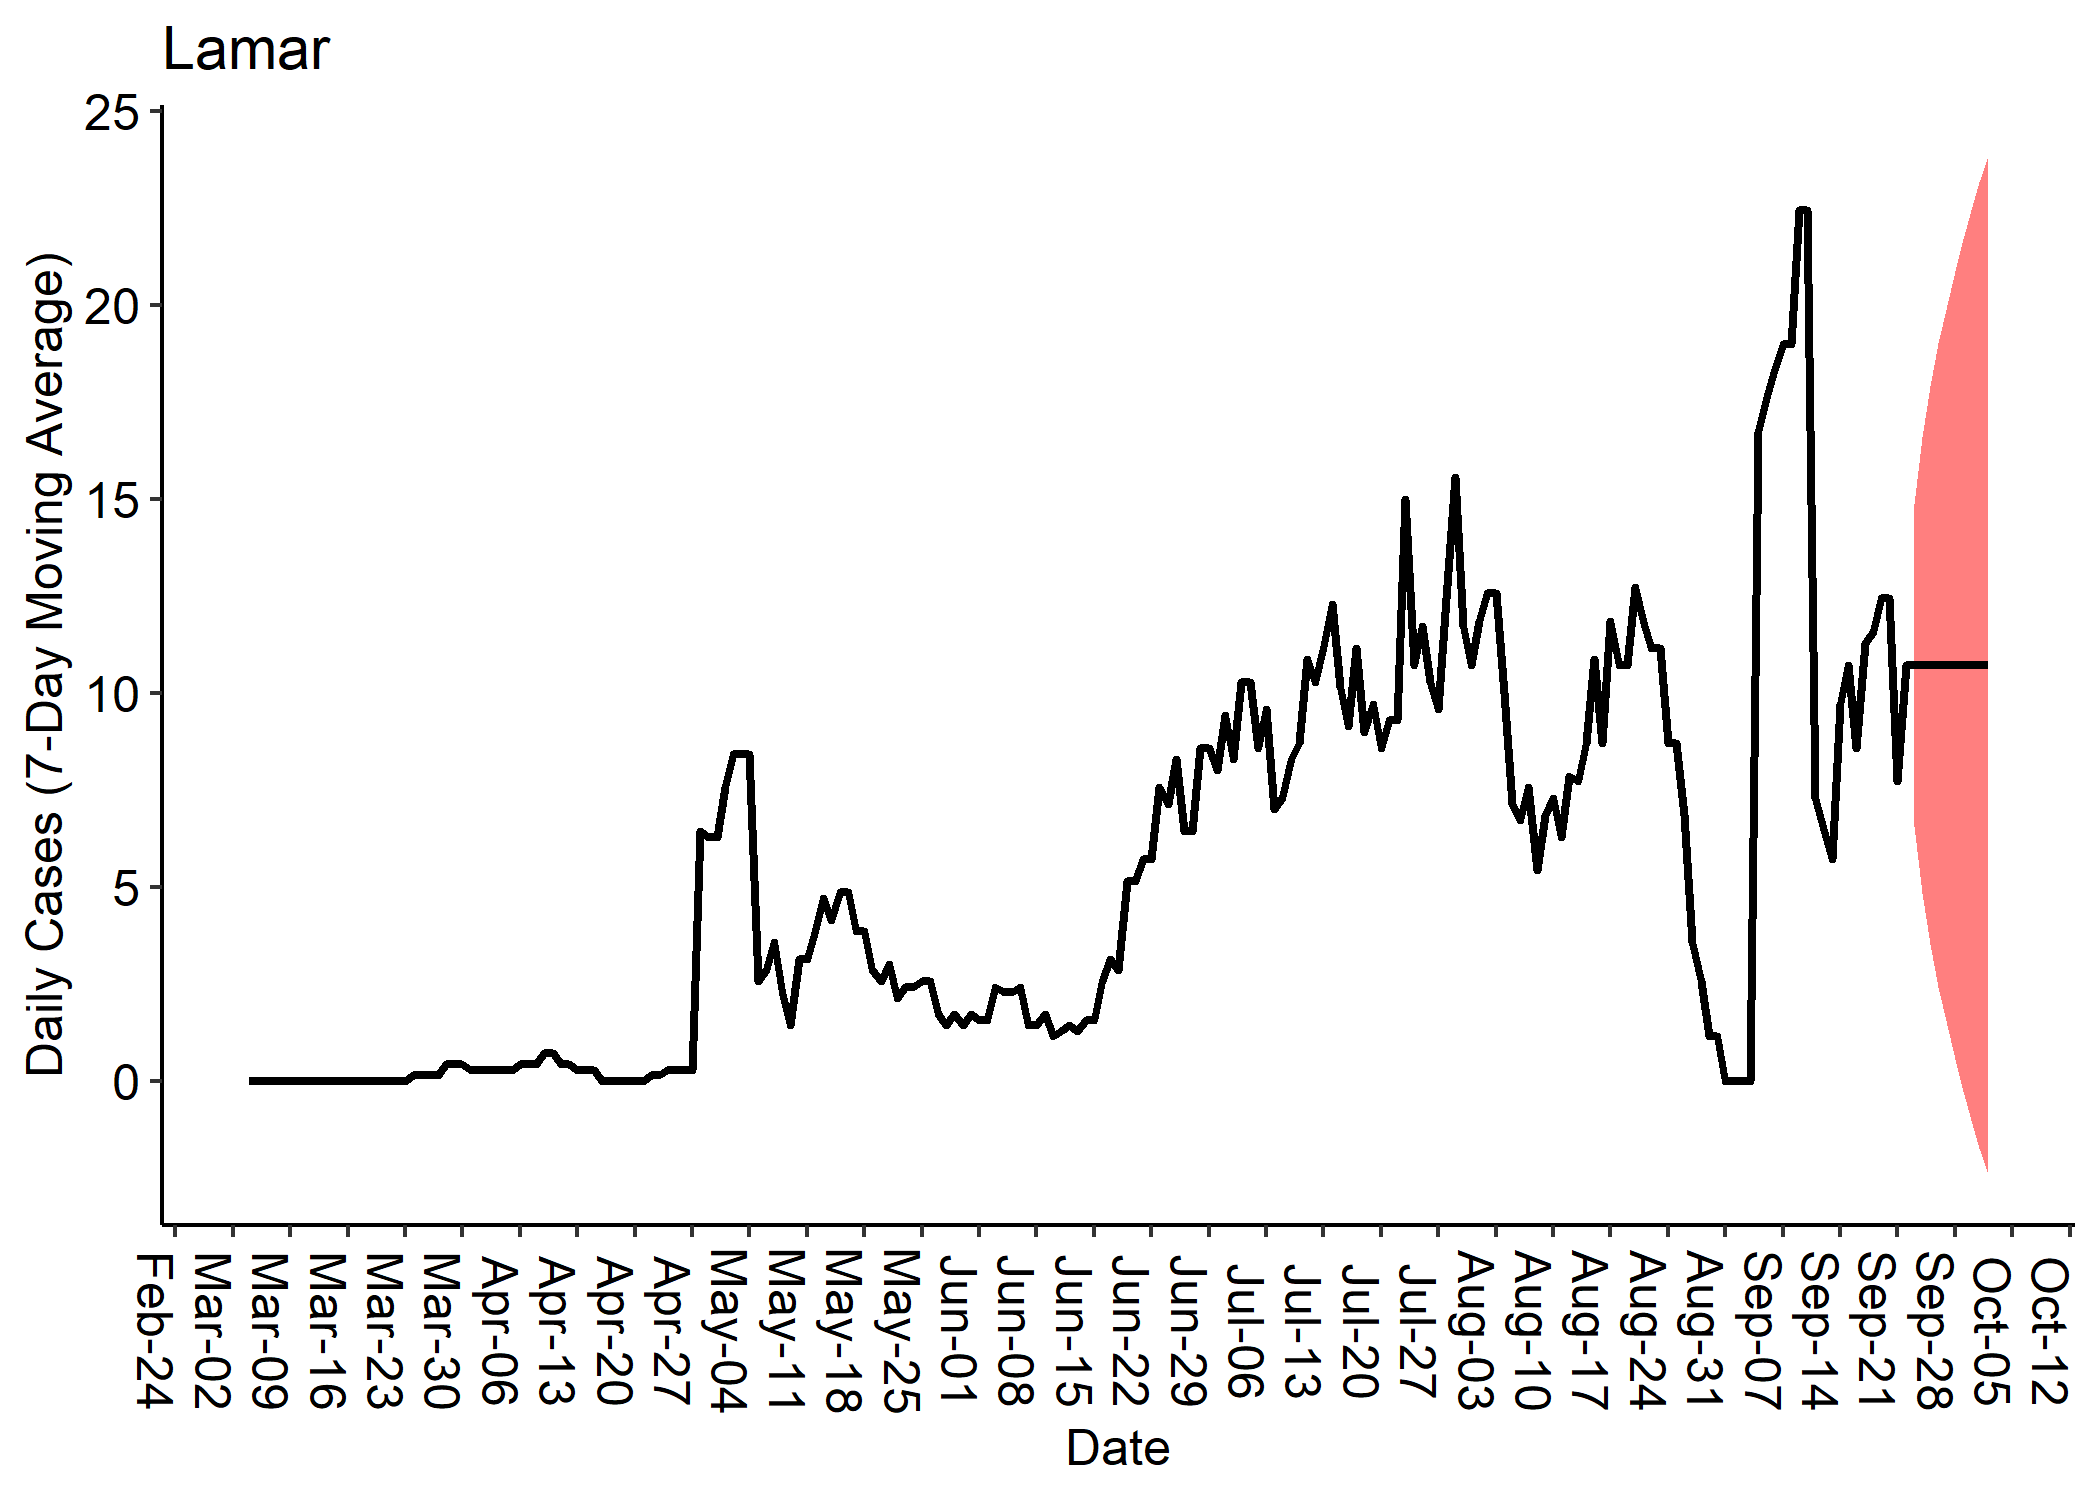 Lamar
Daily Cases (7-Day Moving Average)
25
20
15
10
5
0
Feb-24
Mar-02
Mar-09
Mar-16
Mar-23
Mar-30
Apr-06
Apr-13
Apr-20
Apr-27
May-04
May-11
May-18
May-25
Jun-01
Jun-08
Jun-15
Jun-22
Jun-29
Jul-06
Jul-13
Jul-20
Jul-27
Aug-03
Aug-10
Aug-17
Aug-24
Aug-31
Sep-07
Sep-14
Sep-21
Sep-28
Oct-05
Oct-12
Date